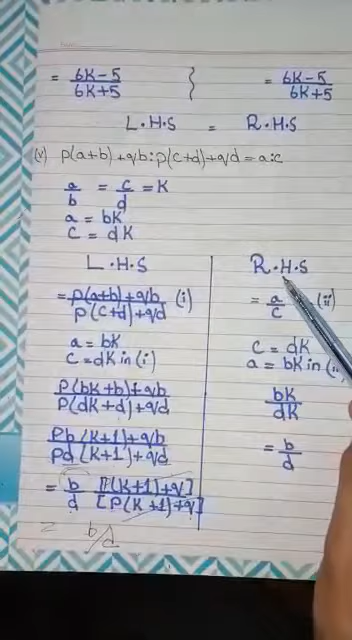 = 6K-5/6K+5 } = 6K-5/6K+5
L.H.S = R.H.S
(v) p(a+b)+qb:p(c+d)+qd=a:c
a/b = c/d = K
a = bK
c = dK
L.H.S
= p(a+b)+qb/p(c+d)+qd (i)
a = bK
c = dK in (i)
P(bK+b)+qb/P(dK+d)+qd
Pb(K+1)+qb/pd(K+1)+qd
= b/d [P(K+1)+q]/[P(K+1)+q]
= b/d
R.H.S
= a/c (ii)
c = dK
a = bK in (ii
bK/dK
= b/d